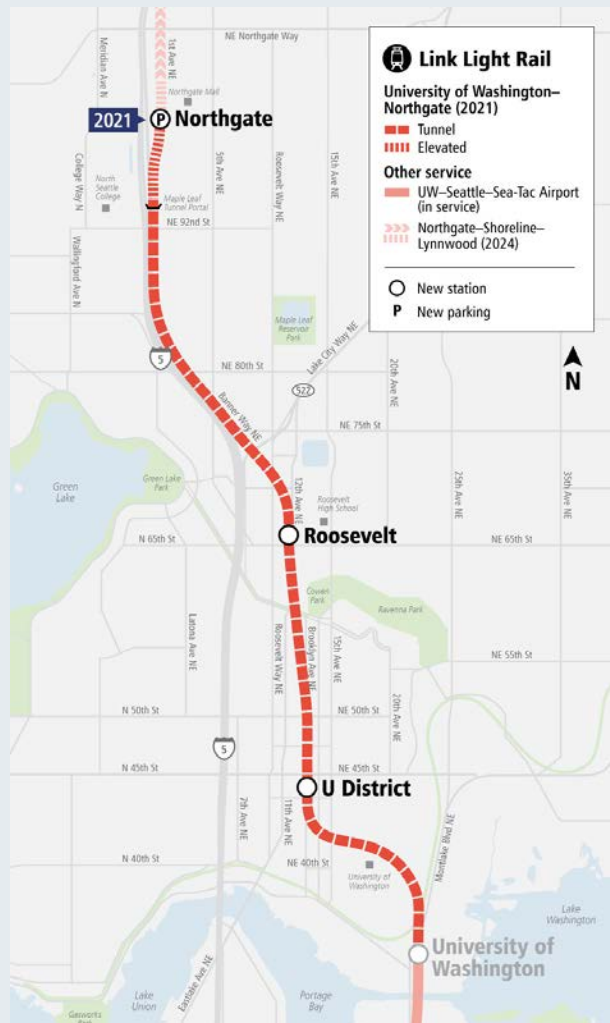 Link Light Rail
University of Washington–
Northgate (2021)
Tunnel
Elevated
Other service
UW–Seattle–Sea-Tac Airport
(in service)
Northgate–Shoreline–
Lynnwood (2024)
New station
P New parking
N
NE Northgate Way
Meridian Ave N
1st Ave NE
Northgate Mall
2021
P Northgate
College Way N
North
Seattle
College
5th Ave NE
Roosevelt Way NE
15th Ave NE
Maple Leaf
Tunnel Portal
NE 92nd St
Wallingford Ave N
Maple Leaf
Reservoir
Park
Lake City Way NE
5
NE 80th St
20th Ave NE
522
Banner Way NE
NE 75th St
Green
Lake
Green Lake
Park
12th Ave NE
Roosevelt
High School
25th Ave NE
35th Ave NE
Roosevelt
N 65th St
NE 65th St
Cowen
Park
Ravenna Park
Latona Ave NE
Roosevelt Way NE
Brooklyn Ave NE
15th Ave NE
NE 55th St
20th Ave NE
N 50th St
NE 50th St
5
N 45th St
NE 45th St
U District
7th Ave NE
11th Ave NE
N 40th St
NE 40th St
University of
Washington
Montlake Blvd NE
Lake
Washington
University of
Washington
Eastlake Ave NE
Lake
Union
Portage
Bay
Gasworks
Park